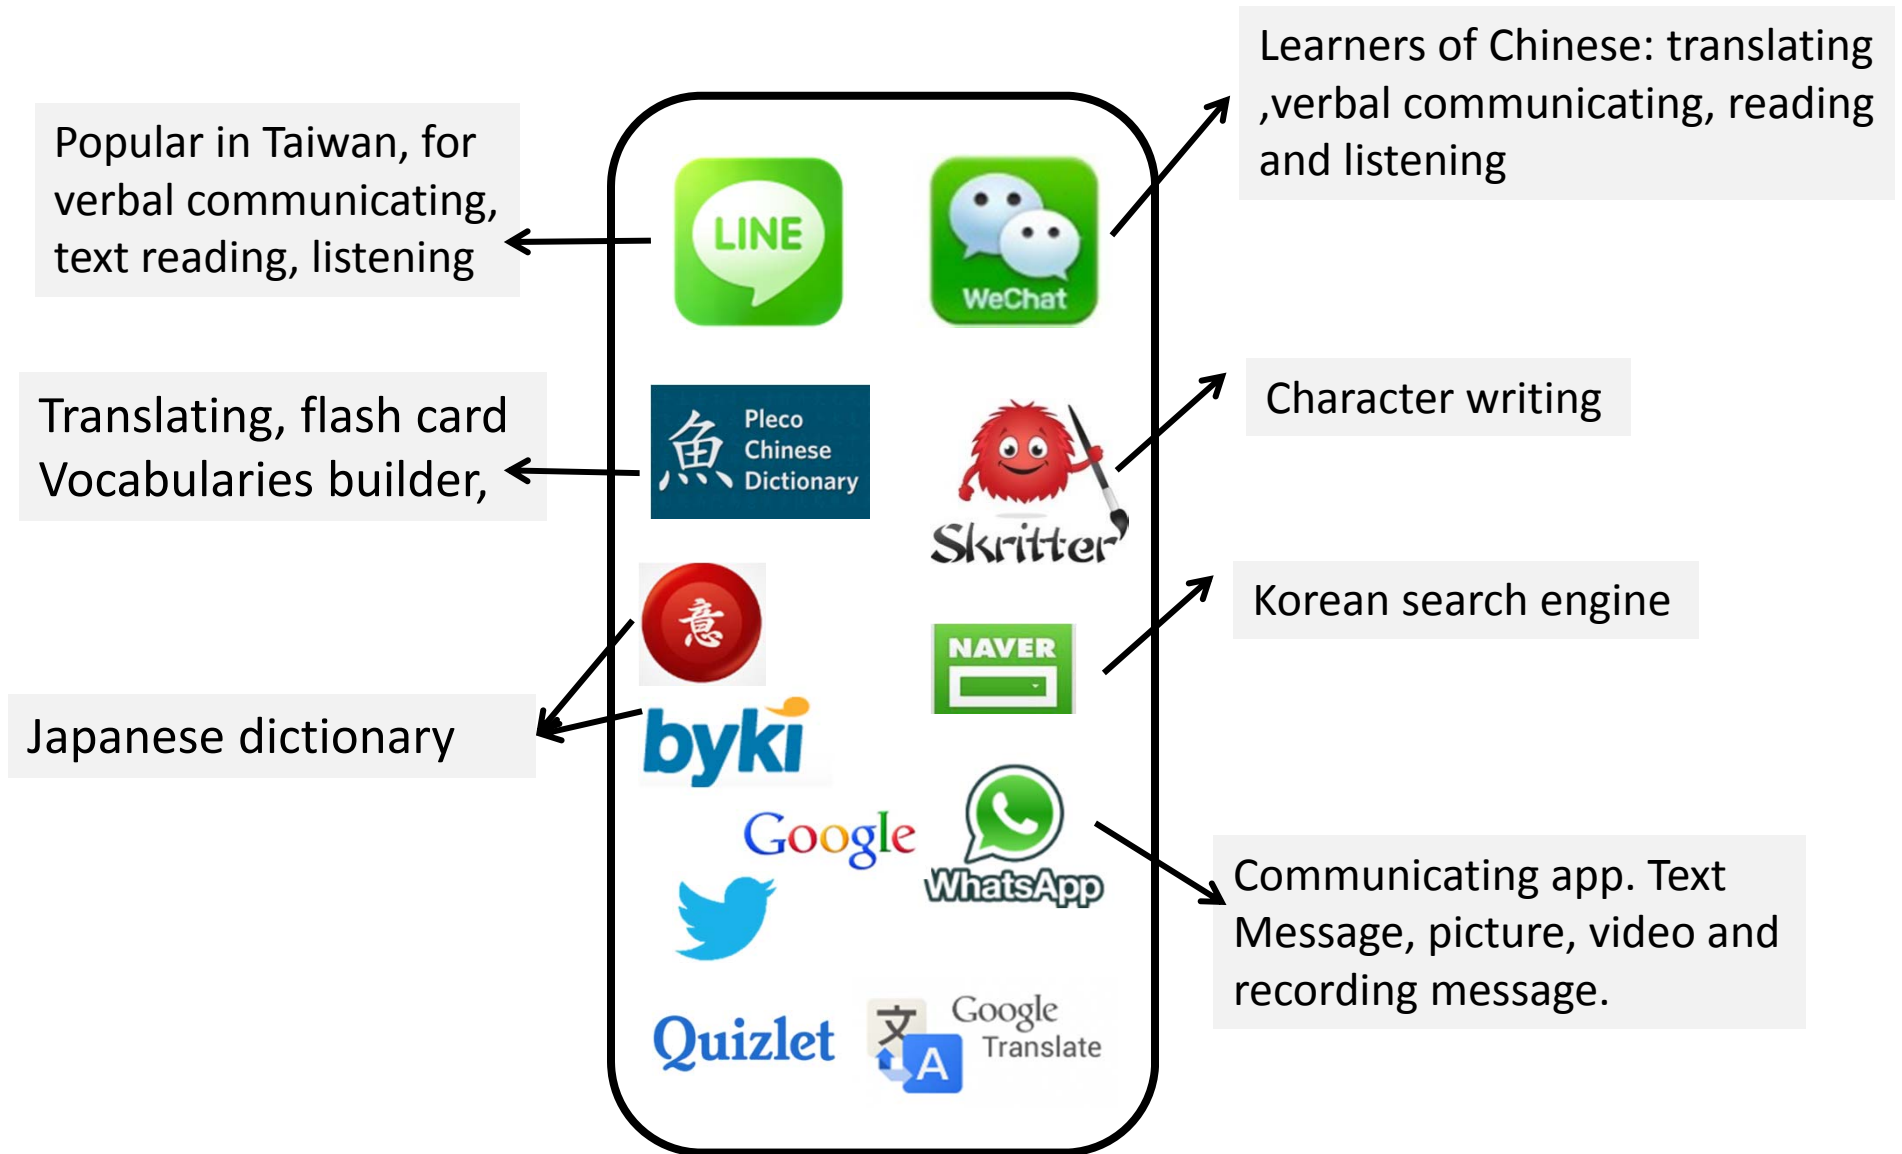 Popular in Taiwan, for
verbal communicating,
text reading, listening
Learners of Chinese: translating
,verbal communicating, reading
and listening
LINE
WeChat
Translating, flash card
Vocabularies builder,
魚
Pleco
Chinese
Dictionary
Skritter
Character writing
意
NAVER
Korean search engine
Japanese dictionary
byki
Google
WhatsApp
Communicating app. Text
Message, picture, video and
recording message.
Quizlet
文
A
Google
Translate